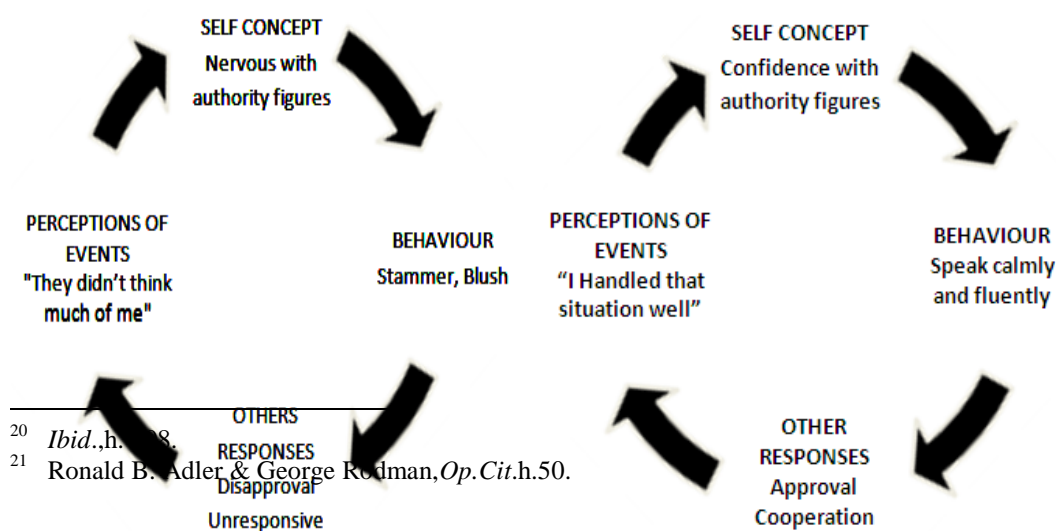 SELF CONCEPT
Nervous with
authority figures
BEHAVIOUR
Stammer, Blush
OTHERS
RESPONSES
Disapproval
Unresponsive
PERCEPTIONS OF
EVENTS
"They didn't think
much of me"
SELF CONCEPT
Confidence with
authority figures
BEHAVIOUR
Speak calmly
and fluently
OTHER
RESPONSES
Approval
Cooperation
PERCEPTIONS OF
EVENTS
“I Handled that
situation well”
20 Ibid.,h.
21 Ronald B. Adler & George Rodman,Op.Cit.h.50.